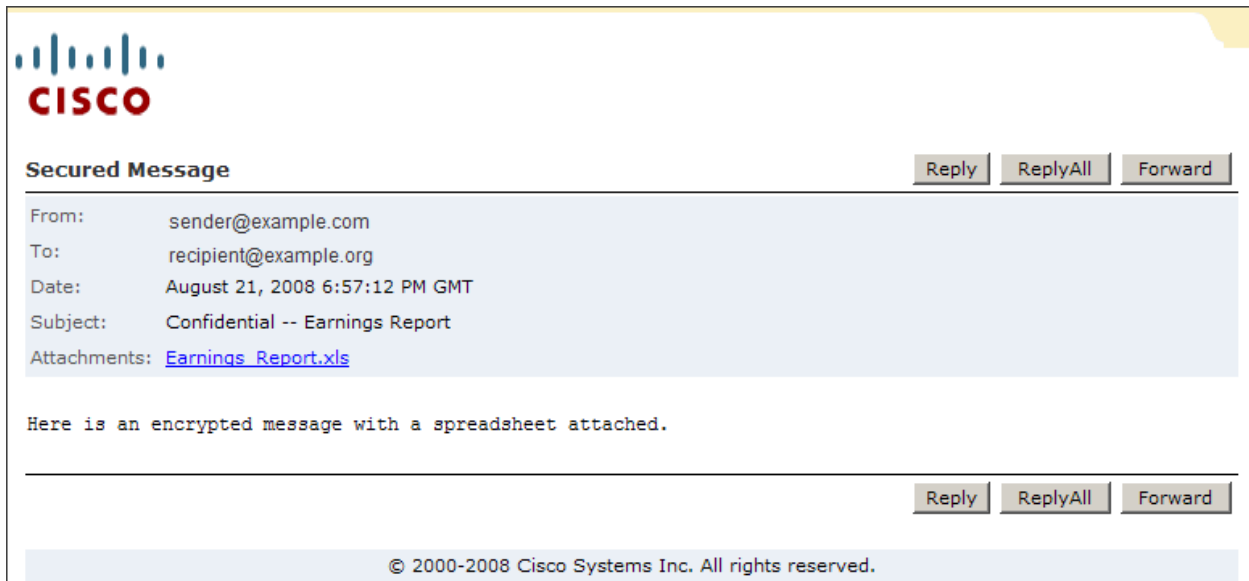 CISCO
Secured Message
Reply ReplyAll Forward
From: sender@example.com
To: recipient@example.org
Date: August 21, 2008 6:57:12 PM GMT
Subject: Confidential -- Earnings Report
Attachments: Earnings_Report.xls
Here is an encrypted message with a spreadsheet attached.
Reply ReplyAll Forward
© 2000-2008 Cisco Systems Inc. All rights reserved.